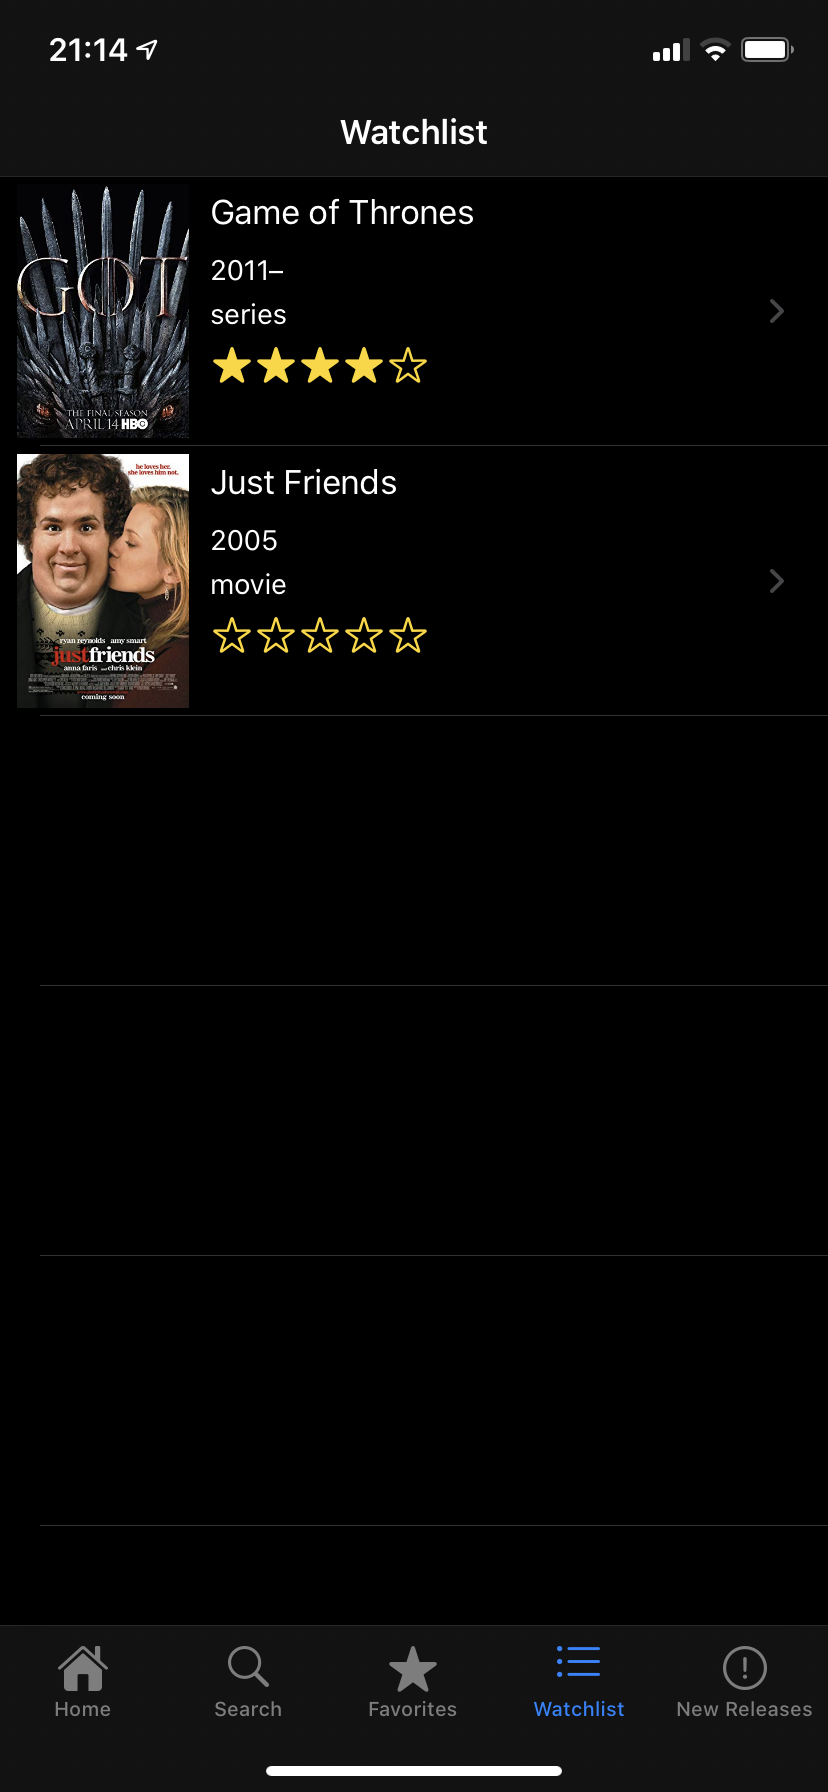 21:14
Watchlist
GOT
THE FINAL SEASON
APRIL 14 HBO
Game of Thrones
2011–
series
he loves her.
she loves him not.
ryan reynolds amy smart
justfriends
anna faris and chris klein
coming soon
Just Friends
2005
movie
Home
Search
Favorites
Watchlist
New Releases